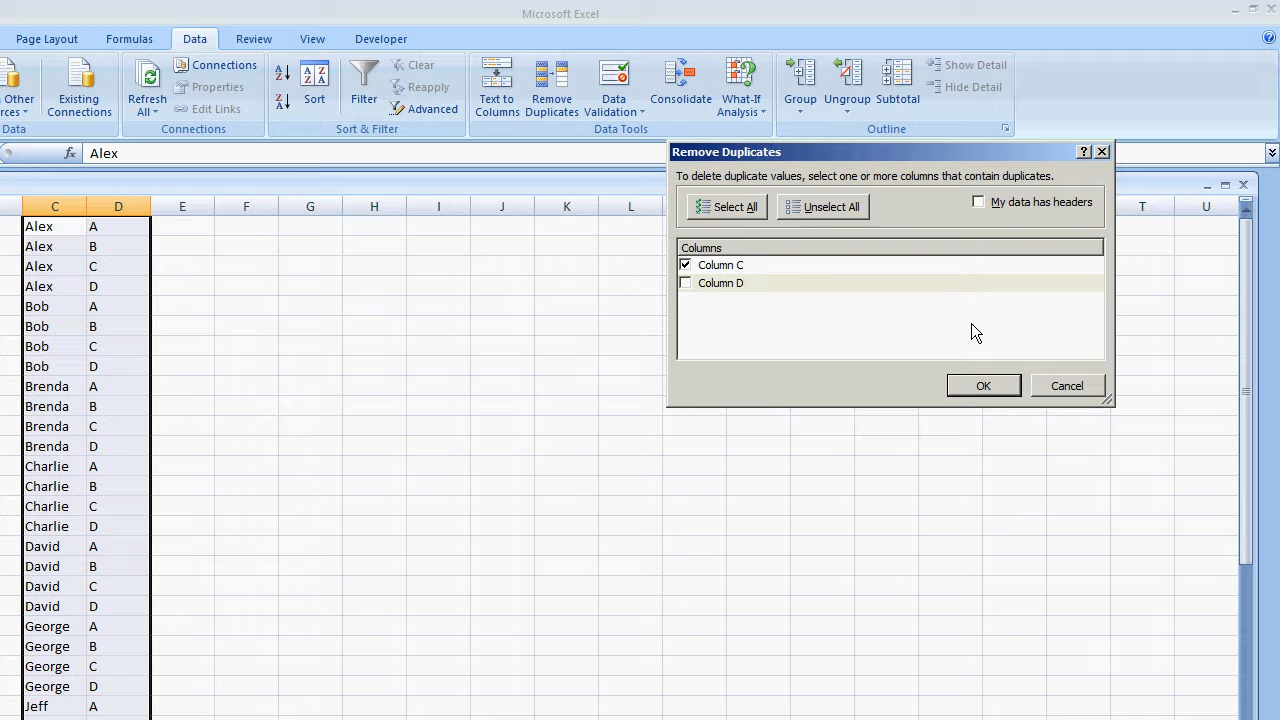 Microsoft Excel
Page Layout Formulas Data Review View Developer
Other
rces
Existing
Connections
Refresh
All
Connections
Properties
Edit Links
Sort
Filter
Clear
Reapply
Advanced
Text to
Columns
Remove
Duplicates
Data
Validation
Consolidate
What-If
Analysis
Group
Ungroup
Subtotal
Show Detail
Hide Detail
Data Connections Sort & Filter Data Tools Outline
fx Alex
Remove Duplicates
To delete duplicate values, select one or more columns that contain duplicates.
Select All Unselect All My data has headers
Columns
Column C
Column D
OK Cancel
C D E F G H I J K L T U
Alex A
Alex B
Alex C
Alex D
Bob A
Bob B
Bob C
Bob D
Brenda A
Brenda B
Brenda C
Brenda D
Charlie A
Charlie B
Charlie C
Charlie D
David A
David B
David C
David D
George A
George B
George C
George D
Jeff A